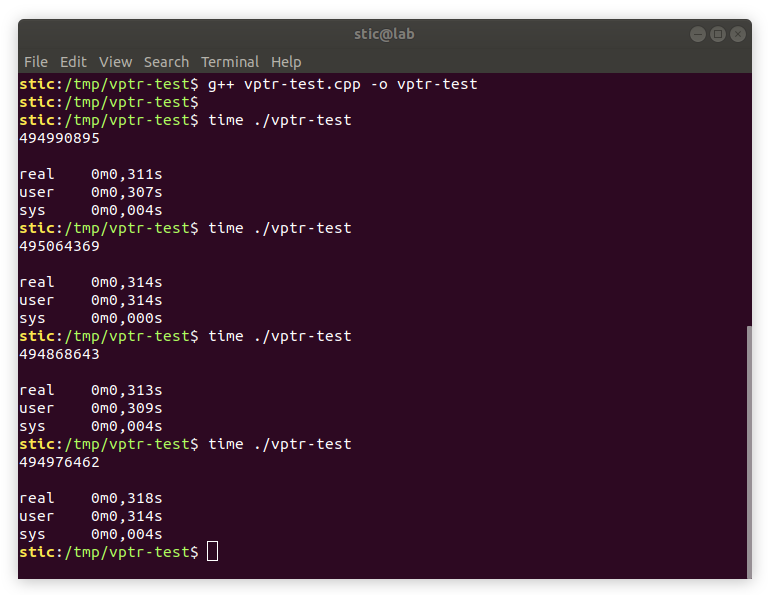 stic@lab
File Edit View Search Terminal Help
stic:/tmp/vptr-test$ g++ vptr-test.cpp -o vptr-test
stic:/tmp/vptr-test$
stic:/tmp/vptr-test$ time ./vptr-test
494990895
real 0m0,311s
user 0m0,307s
sys 0m0,004s
stic:/tmp/vptr-test$ time ./vptr-test
495064369
real 0m0,314s
user 0m0,314s
sys 0m0,000s
stic:/tmp/vptr-test$ time ./vptr-test
494868643
real 0m0,313s
user 0m0,309s
sys 0m0,004s
stic:/tmp/vptr-test$ time ./vptr-test
494976462
real 0m0,318s
user 0m0,314s
sys 0m0,004s
stic:/tmp/vptr-test$